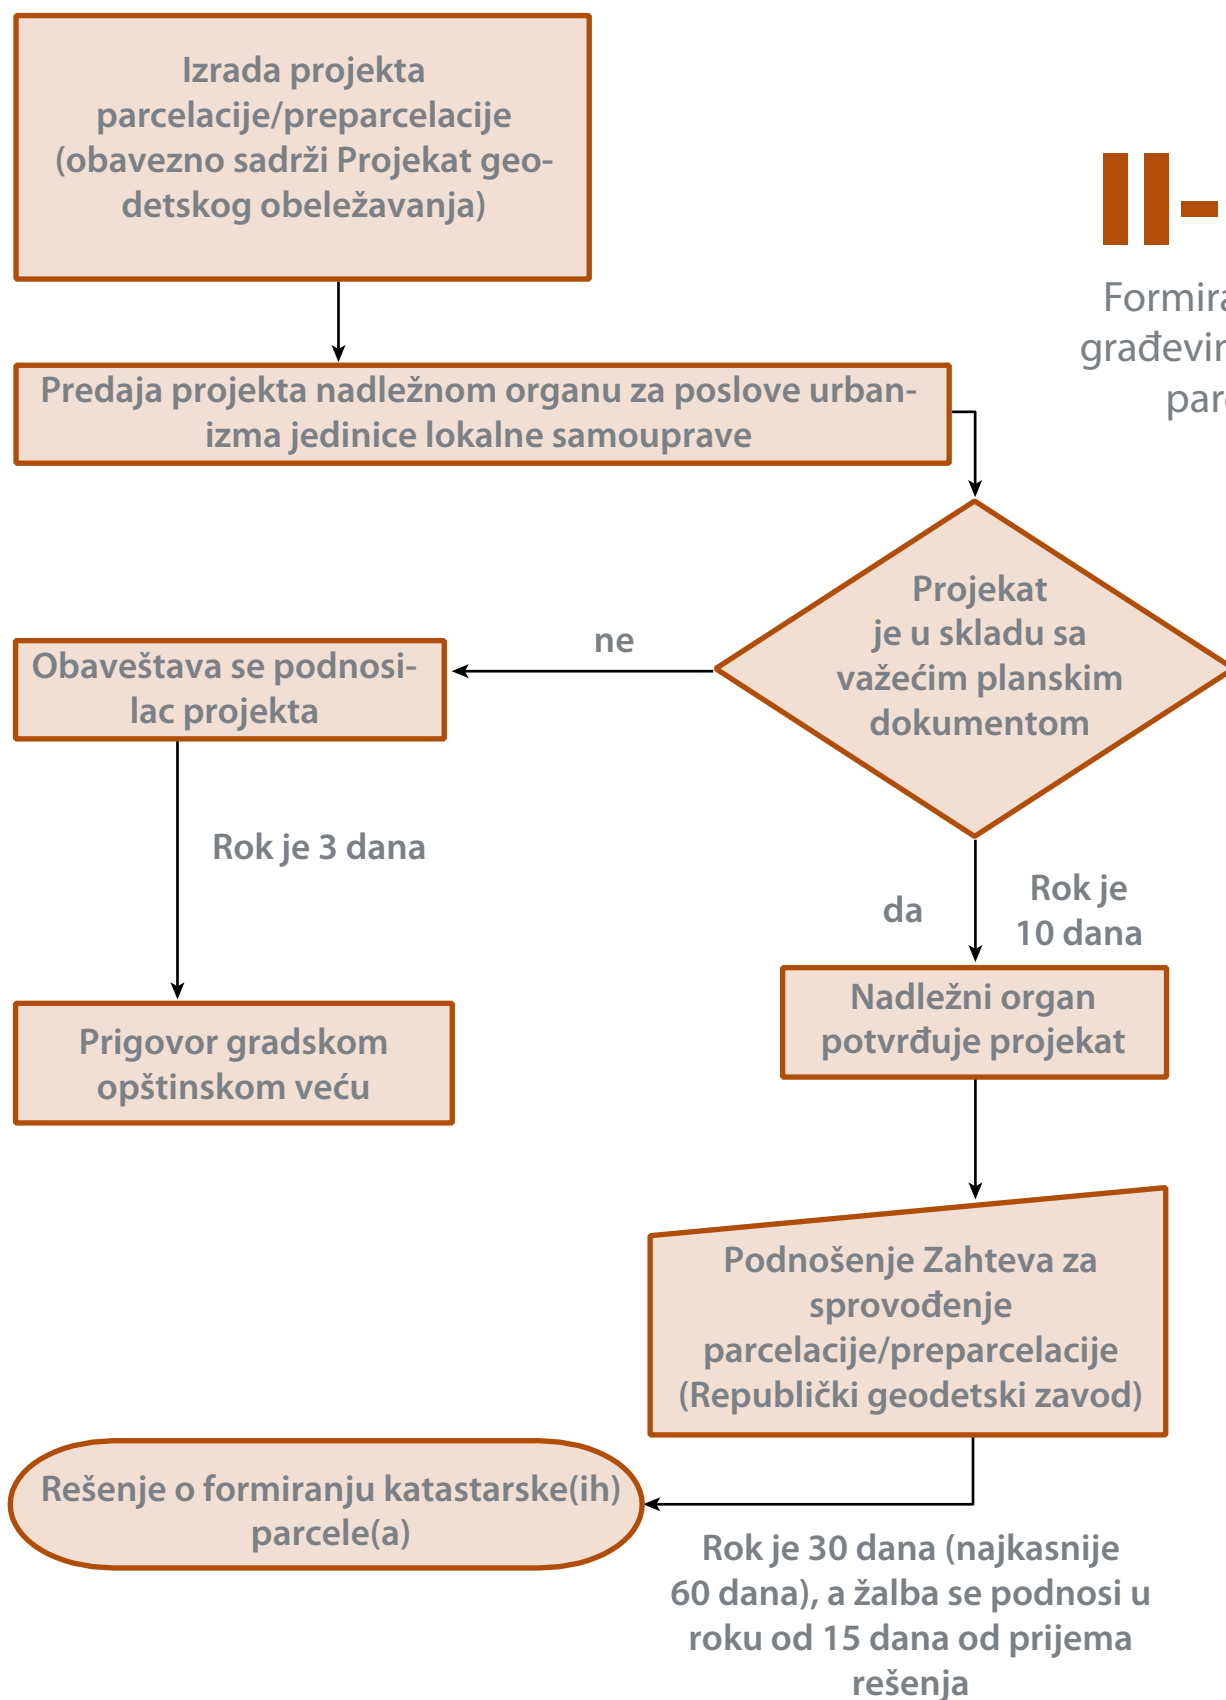 Izrada projekta
parcelacije/preparcelacije
(obavezno sadrži Projekat geo-
detskog obeležavanja)
II-
Formira
građevin
par
Predaja projekta nadležnom organu za poslove urban-
izma jedinice lokalne samouprave
Projekat
je u skladu sa
važećim planskim
dokumentom
ne
Obaveštava se podnosi-
lac projekta
Rok je 3 dana
da
Rok je
10 dana
Prigovor gradskom
opštinskom veću
Nadležni organ
potvrđuje projekat
Podnošenje Zahteva za
sprovođenje
parcelacije/preparcelacije
(Republički geodetski zavod)
Rešenje o formiranju katastarske(ih)
parcele(a)
Rok je 30 dana (najkasnije
60 dana), a žalba se podnosi u
roku od 15 dana od prijema
rešenja